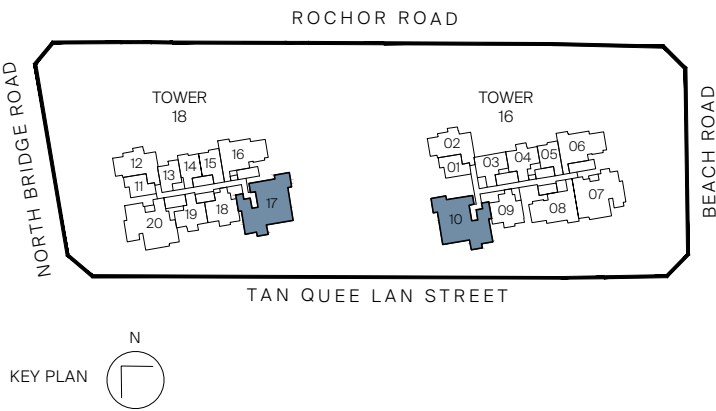 ROCHOR ROAD
NORTH BRIDGE ROAD
BEACH ROAD
TOWER
18
TOWER
16
12
11
13
14
15
16
17
18
19
20
02
01
03
04
05
06
07
08
09
10
TAN QUEE LAN STREET
N
KEY PLAN